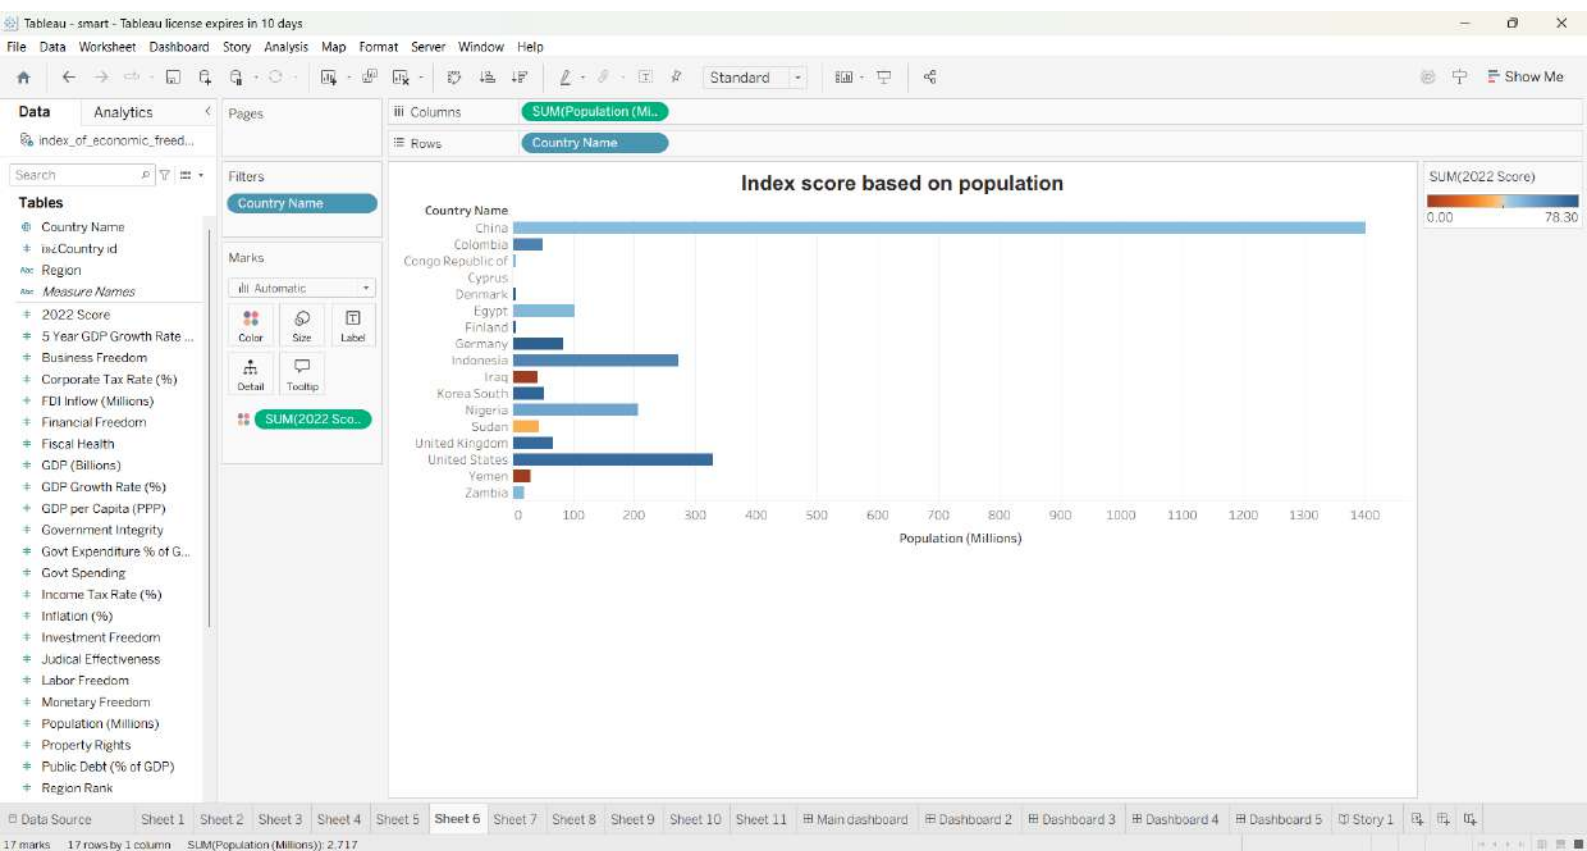 Tableau - smart - Tableau license expires in 10 days
File Data Worksheet Dashboard Story Analysis Map Format Server Window Help
Standard
Show Me
Data Analytics
index_of_economic_freed...
Search
Tables
Country Name
ï»¿Country id
Abc Region
Abc Measure Names
2022 Score
5 Year GDP Growth Rate ...
Business Freedom
Corporate Tax Rate (%)
FDI Inflow (Millions)
Financial Freedom
Fiscal Health
GDP (Billions)
GDP Growth Rate (%)
GDP per Capita (PPP)
Government Integrity
Govt Expenditure % of G...
Govt Spending
Income Tax Rate (%)
Inflation (%)
Investment Freedom
Judical Effectiveness
Labor Freedom
Monetary Freedom
Population (Millions)
Property Rights
Public Debt (% of GDP)
Region Rank
Pages
Filters
Country Name
Marks
Automatic
Color Size Label
Detail Tooltip
SUM(2022 Sco..
Columns SUM(Population (Mi..
Rows Country Name
Index score based on population
Country Name
China
Colombia
Congo Republic of
Cyprus
Denmark
Egypt
Finland
Germany
Indonesia
Iraq
Korea South
Nigeria
Sudan
United Kingdom
United States
Yemen
Zambia
0 100 200 300 400 500 600 700 800 900 1000 1100 1200 1300 1400
Population (Millions)
SUM(2022 Score)
0.00 78.30
Data Source Sheet 1 Sheet 2 Sheet 3 Sheet 4 Sheet 5 Sheet 6 Sheet 7 Sheet 8 Sheet 9 Sheet 10 Sheet 11 Main dashboard Dashboard 2 Dashboard 3 Dashboard 4 Dashboard 5 Story 1
17 marks 17 rows by 1 column SUM(Population (Millions)): 2,717